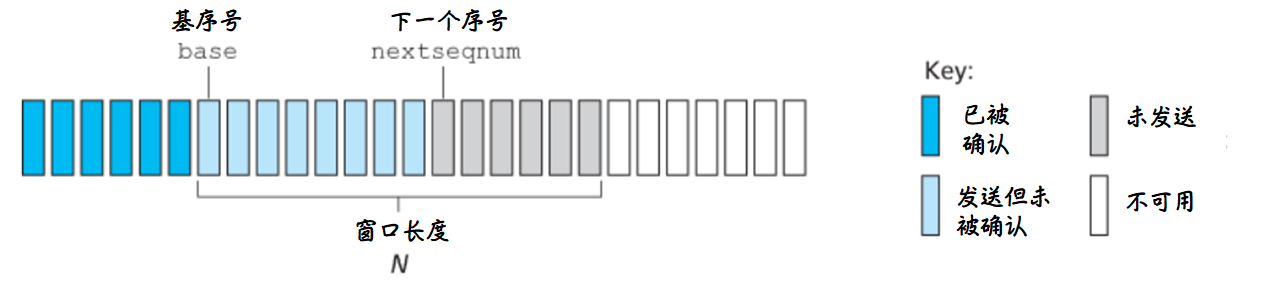 基序号
base
下一个序号
nextseqnum
窗口长度
N
Key:
已被
确认
未发送
发送但未
被确认
不可用